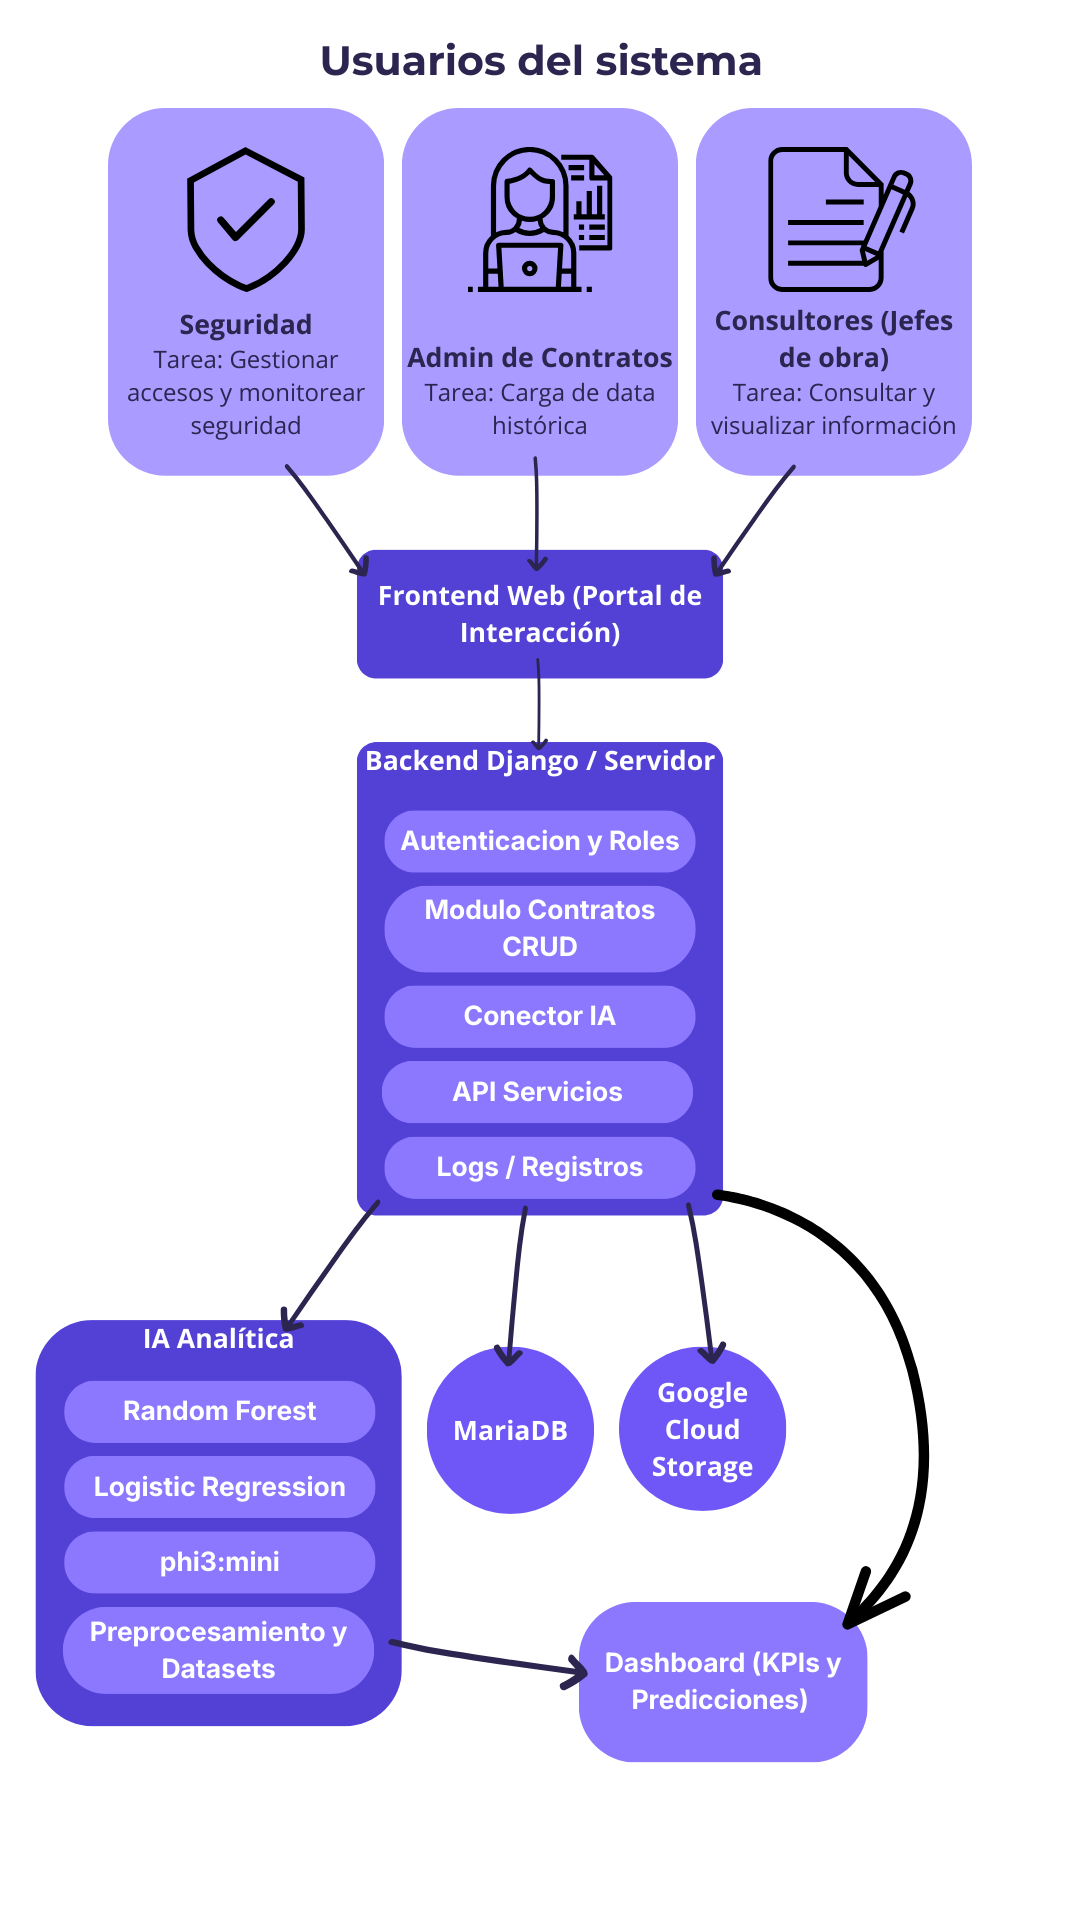 Usuarios del sistema
Seguridad
Tarea: Gestionar
accesos y monitorear
seguridad
Admin de Contratos
Tarea: Carga de data
histórica
Consultores (Jefes
de obra)
Tarea: Consultar y
visualizar información
Frontend Web (Portal de
Interacción)
Backend Django / Servidor
Autenticacion y Roles
Modulo Contratos
CRUD
Conector IA
API Servicios
Logs / Registros
IA Analítica
Random Forest
Logistic Regression
phi3:mini
Preprocesamiento y
Datasets
MariaDB
Google
Cloud
Storage
Dashboard (KPIs y
Predicciones)